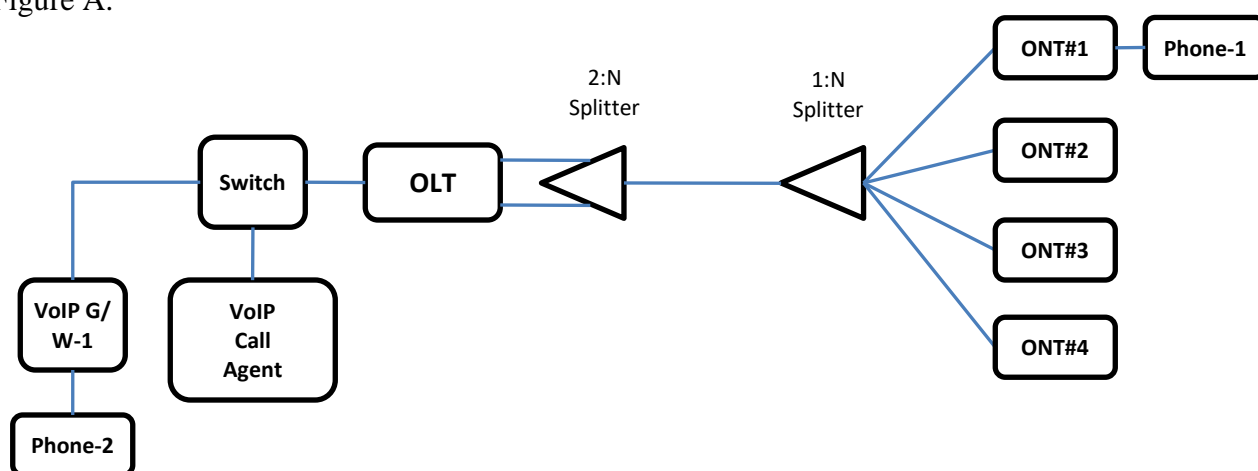 Figure A.
ONT#1
Phone-1
2:N
Splitter
1:N
Splitter
ONT#2
Switch
OLT
ONT#3
VoIP G/
W-1
VoIP
Call
Agent
ONT#4
Phone-2